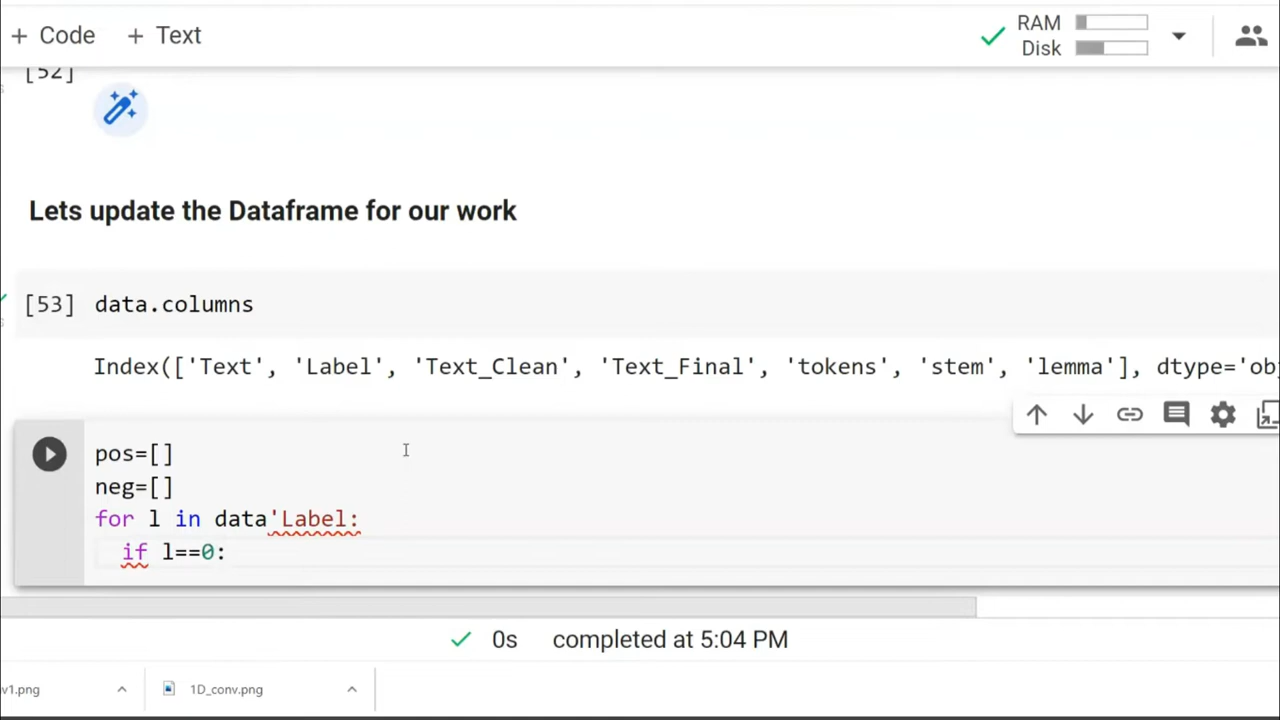 + Code + Text
RAM
Disk
[52]
Lets update the Dataframe for our work
[53] data.columns
Index(['Text', 'Label', 'Text_Clean', 'Text_Final', 'tokens', 'stem', 'lemma'], dtype='ob
pos=[]
neg=[]
for l in data'Label:
if l==0:
0s completed at 5:04 PM
v1.png 1D_conv.png